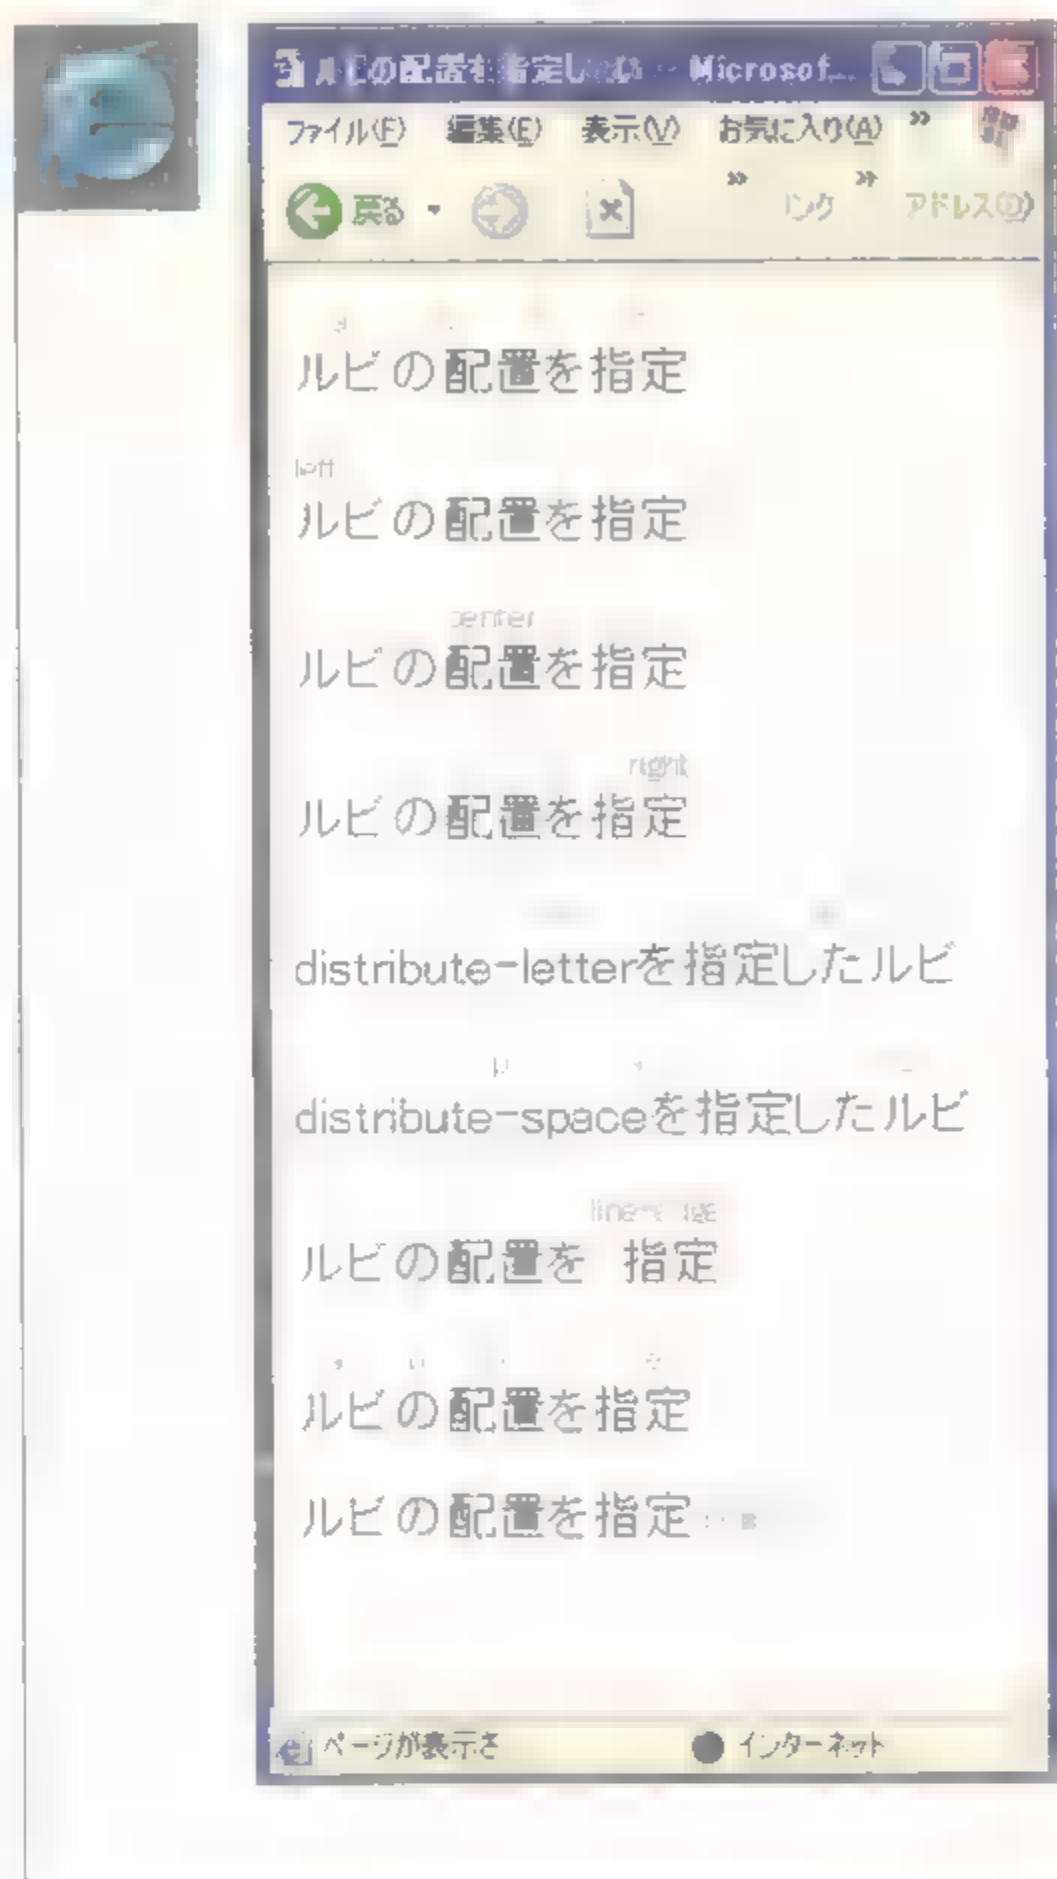 の配置を指定し Microsof...
ファイル(F) 編集(E) 表示(V) お気に入り(A) »
戻る » リンク » アドレス(D)
ルビの配置を指定
left
ルビの配置を指定
center
ルビの配置を指定
right
ルビの配置を指定
distribute-letterを指定したルビ
distribute-spaceを指定したルビ
ルビの配置を 指定
ルビの配置を指定
ルビの配置を指定
ページが表示さ インターネット